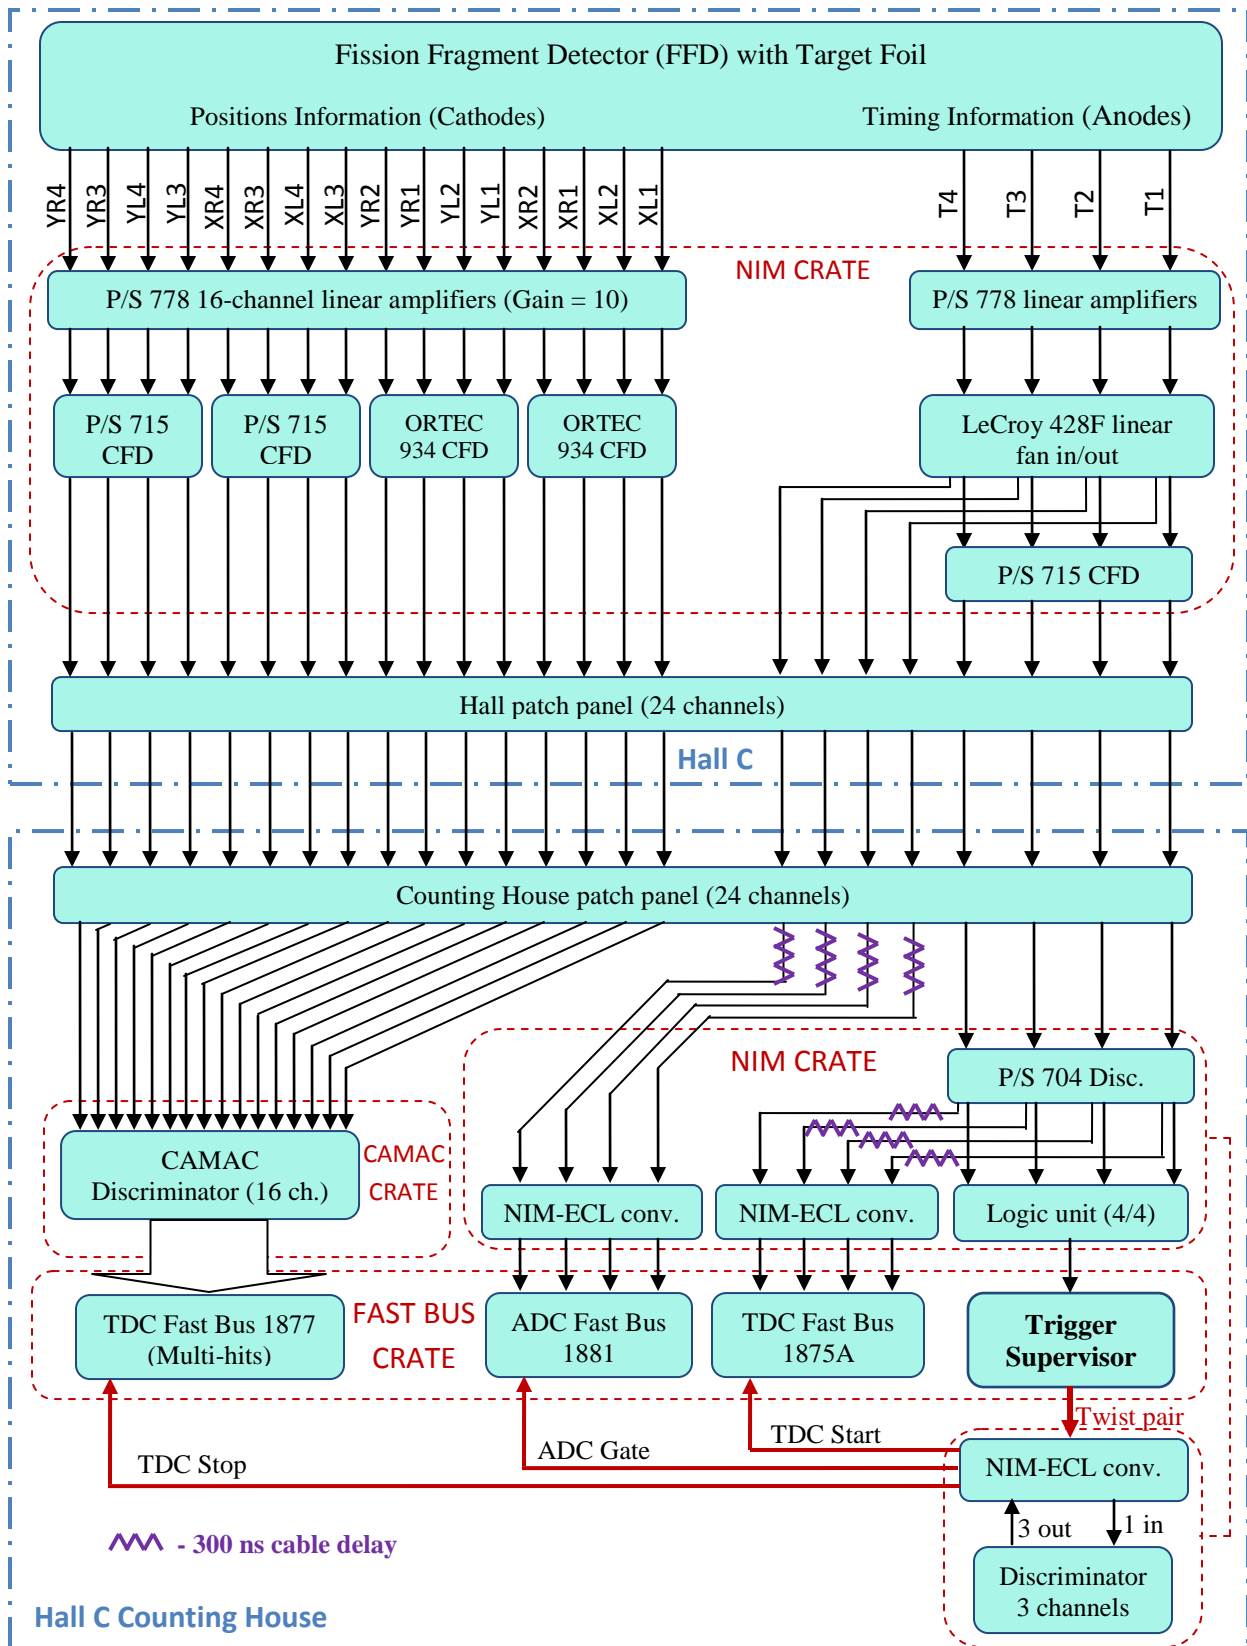 Fission Fragment Detector (FFD) with Target Foil
Positions Information (Cathodes)
Timing Information (Anodes)
YR4
YR3
YL4
YL3
XR4
XR3
XL4
XL3
YR2
YR1
YL2
YL1
XR2
XR1
XL2
XL1
T4
T3
T2
T1
NIM CRATE
P/S 778 16-channel linear amplifiers (Gain = 10)
P/S 778 linear amplifiers
P/S 715
CFD
P/S 715
CFD
ORTEC
934 CFD
ORTEC
934 CFD
LeCroy 428F linear
fan in/out
P/S 715 CFD
Hall patch panel (24 channels)
Hall C
Counting House patch panel (24 channels)
NIM CRATE
P/S 704 Disc.
CAMAC
Discriminator (16 ch.)
CAMAC
CRATE
NIM-ECL conv.
NIM-ECL conv.
Logic unit (4/4)
TDC Fast Bus 1877
(Multi-hits)
FAST BUS
CRATE
ADC Fast Bus
1881
TDC Fast Bus
1875A
Trigger
Supervisor
Twist pair
TDC Start
ADC Gate
TDC Stop
NIM-ECL conv.
3 out
1 in
- 300 ns cable delay
Discriminator
3 channels
Hall C Counting House